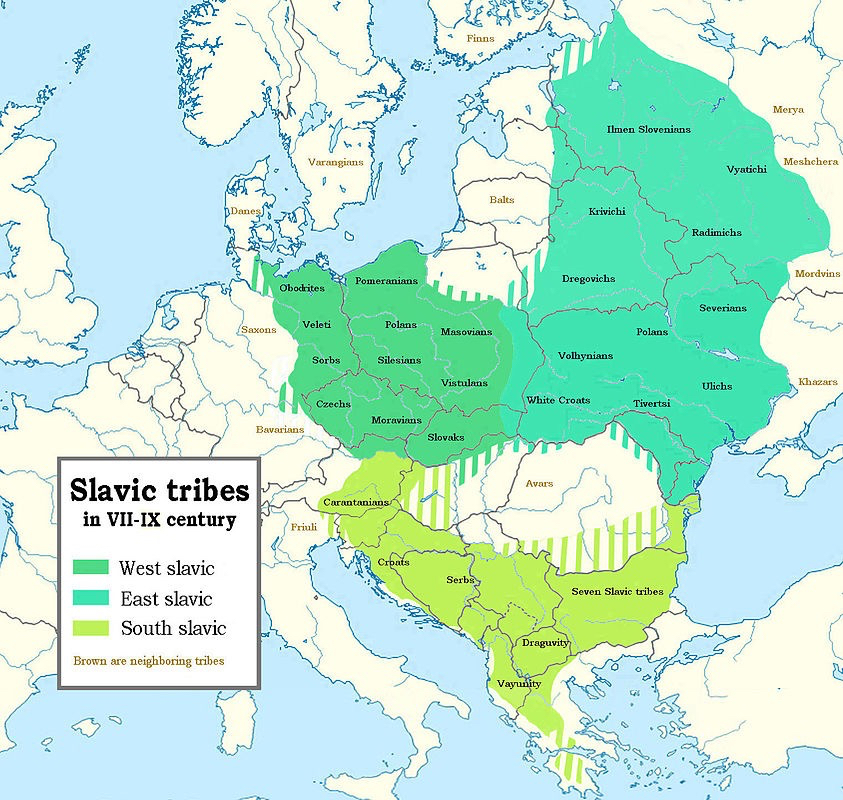 Finns
Merya
Ilmen Slovenians
Varangians
Meshchera
Vyatichi
Balts
Danes
Krivichi
Radimichs
Mordvins
Dregovichs
Pomeranians
Obodrites
Severians
Saxons
Veleti
Polans
Masovians
Polans
Volhynians
Sorbs
Silesians
Vistulans
Khazars
Ulichs
Czechs
White Croats
Tivertsi
Moravians
Bavarians
Slovaks
Avars
Carantanians
Friuli
Croats
Serbs
Seven Slavic tribes
Draguvity
Vayunity
Slavic tribes
in VII-IX century
West slavic
East slavic
South slavic
Brown are neighboring tribes